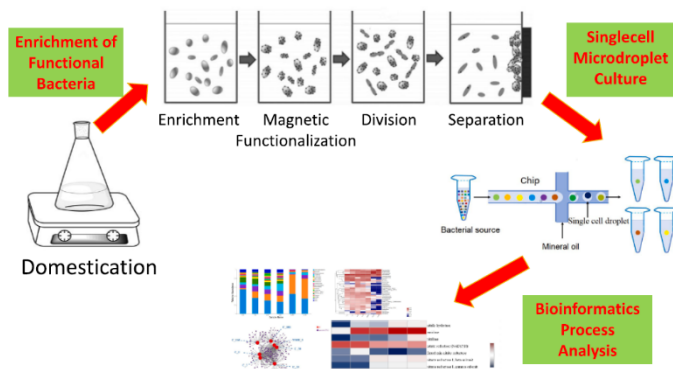 Enrichment of
Functional
Bacteria
Enrichment
Magnetic
Functionalization
Division
Separation
Singlecell
Microdroplet
Culture
Domestication
Chip
Bacterial source
Single cell droplet
Mineral oil
Bioinformatics
Process
Analysis